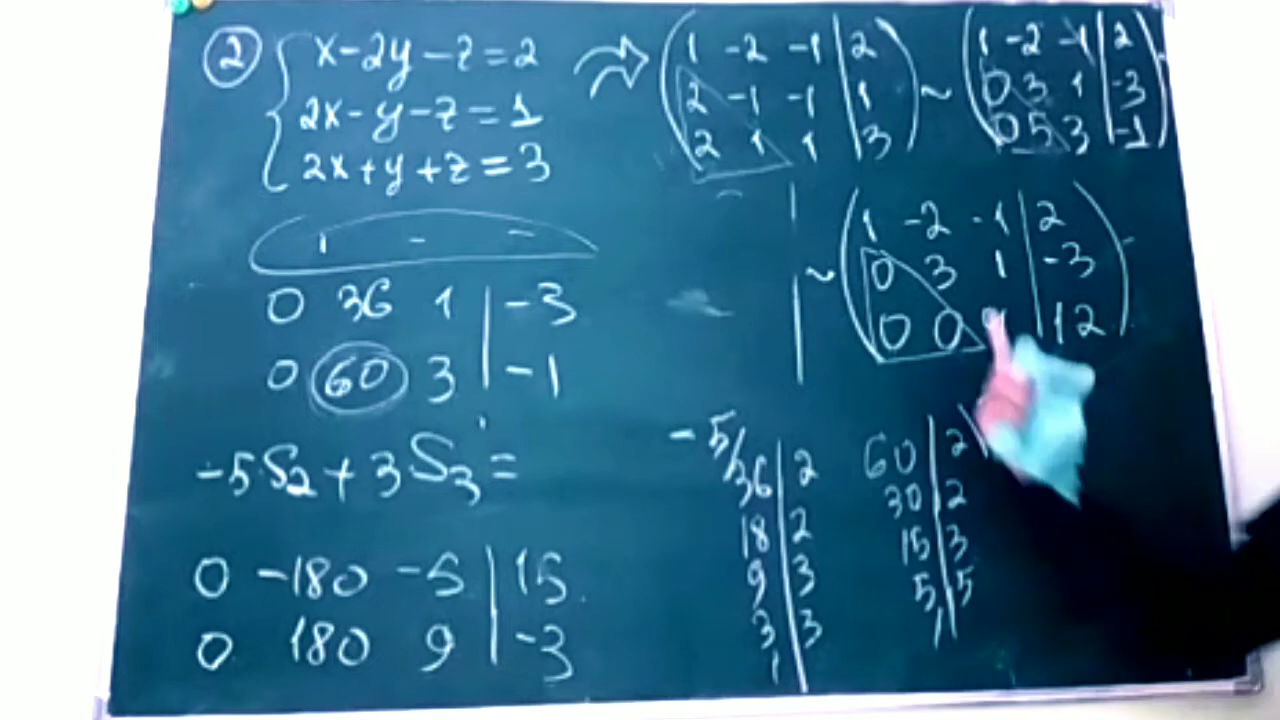 ② x-2y-z=2
2x-y-z=1
2x+y+z=3
1 -2 -1 | 2
2 -1 -1 | 1
2 1 1 | 3
~
1 -2 -1 | 2
0 3 1 | -3
0 5 3 | -1
~
1 -2 -1 | 2
0 3 1 | -3
0 0 | 12
0 36 1 | -3
0 60 3 | -1
-5S₂+3S₃=
0 -180 -5 | 15
0 180 9 | -3
-5/36 | 2
18 | 2
9 | 3
3 | 3
1
60 | 2
30 | 2
15 | 3
5 | 5
1